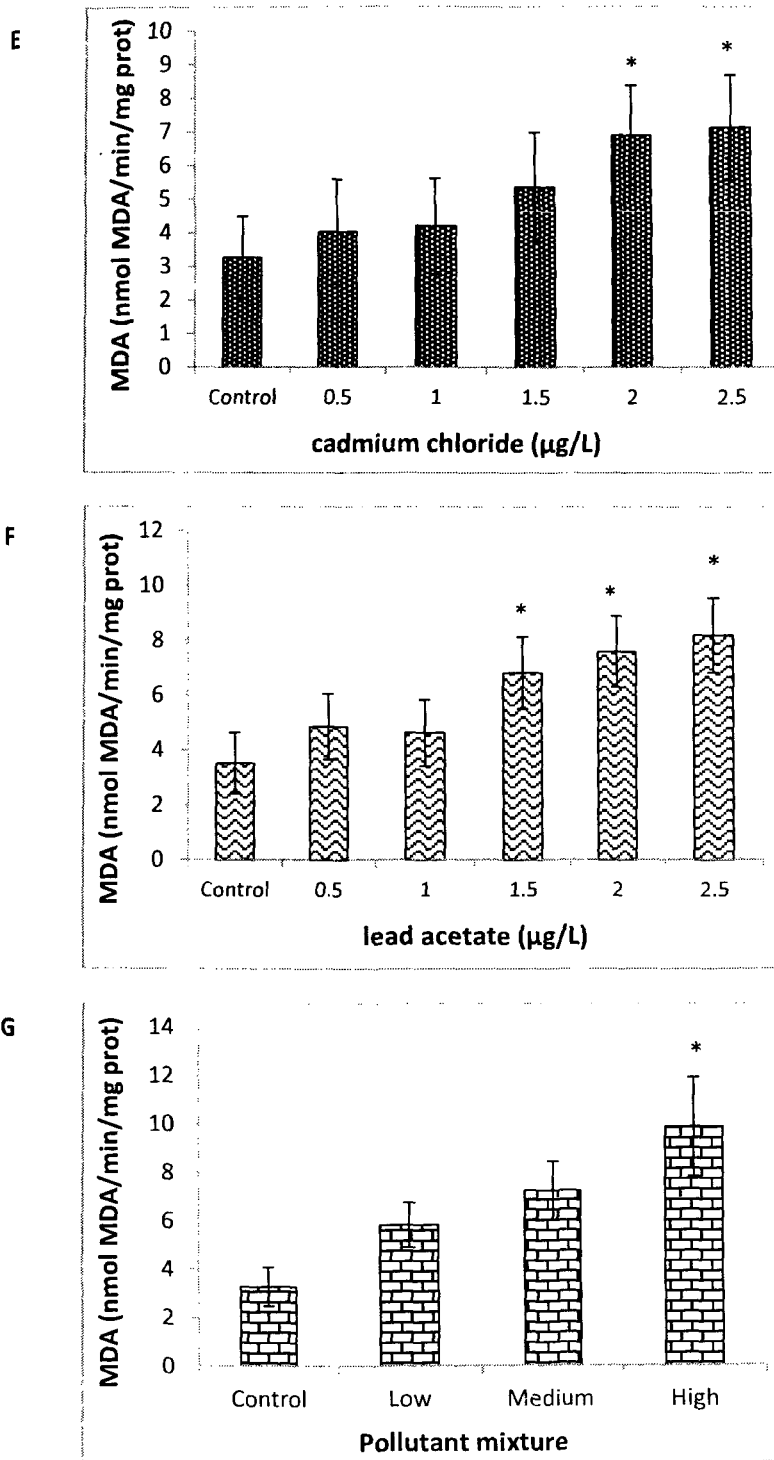 E
MDA (nmol MDA/min/mg prot)
10
9
8
7
6
5
4
3
2
1
0
* *
Control 0.5 1 1.5 2 2.5
cadmium chloride (µg/L)
F
MDA (nmol MDA/min/mg prot)
12
10
8
6
4
2
0
* * *
Control 0.5 1 1.5 2 2.5
lead acetate (µg/L)
G
MDA (nmol MDA/min/mg prot)
14
12
10
8
6
4
2
0
*
Control Low Medium High
Pollutant mixture